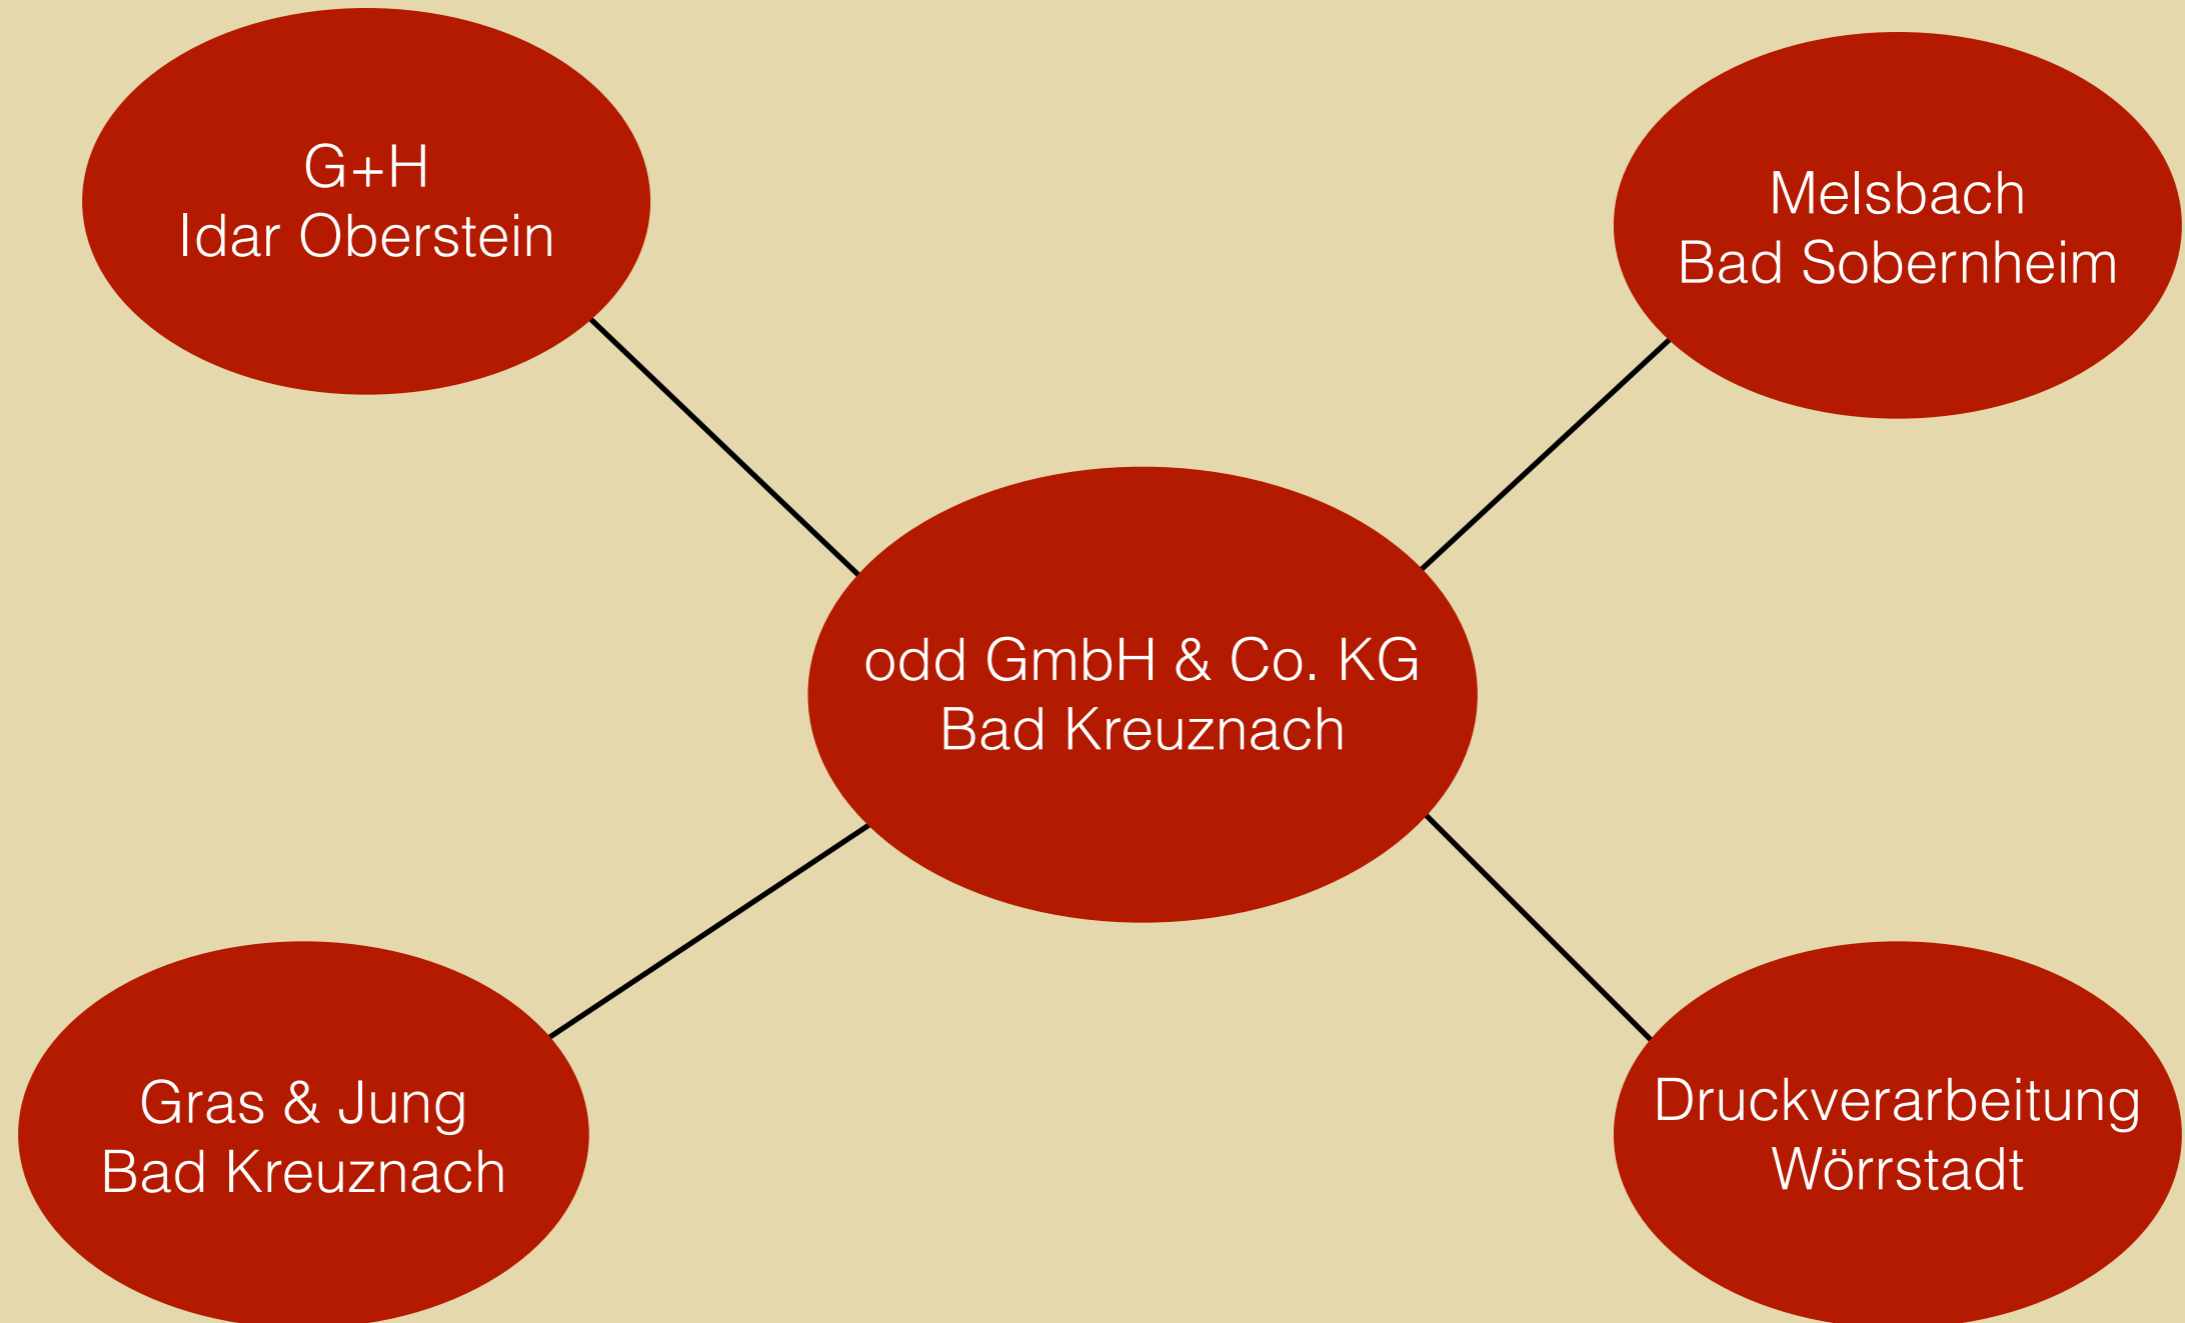 G+H
Idar Oberstein
Melsbach
Bad Sobernheim
odd GmbH & Co. KG
Bad Kreuznach
Gras & Jung
Bad Kreuznach
Druckverarbeitung
Wörrstadt